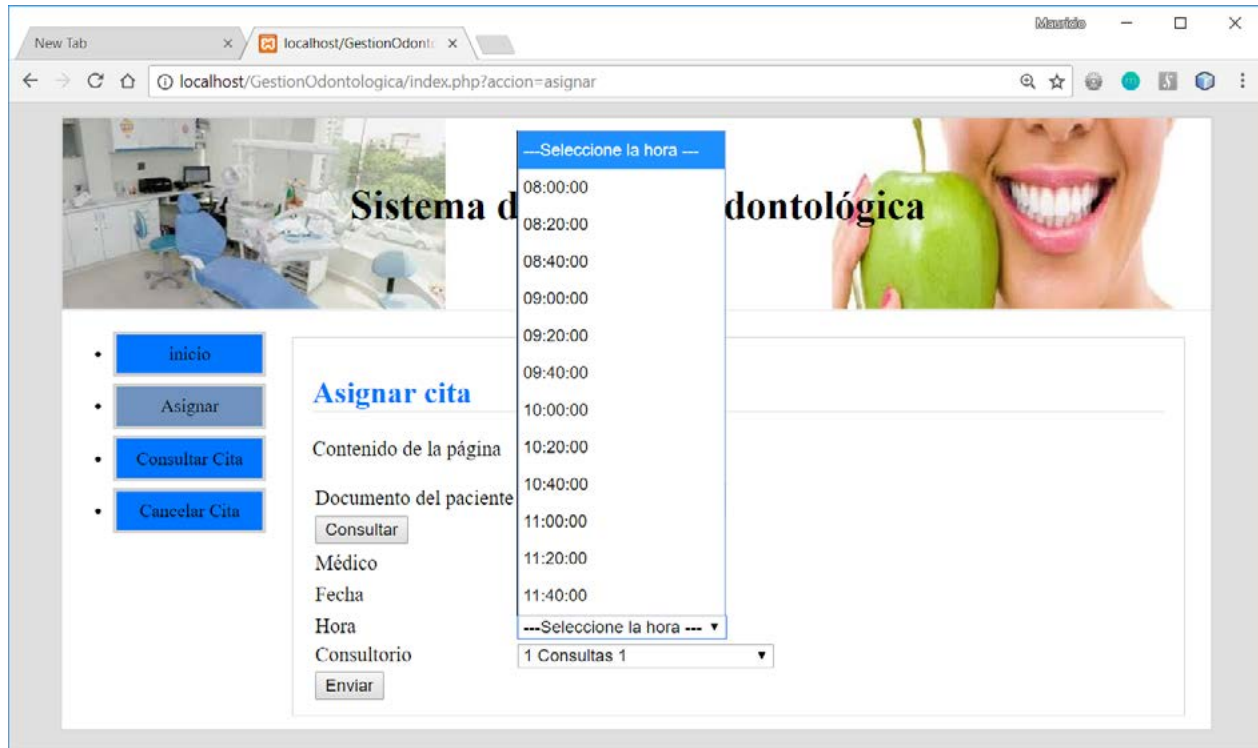 Mauricio
New Tab
localhost/GestionOdonto
localhost/GestionOdontologica/index.php?accion=asignar
Sistema d
dontológica
---Seleccione la hora ---
08:00:00
08:20:00
08:40:00
09:00:00
09:20:00
09:40:00
10:00:00
10:20:00
10:40:00
11:00:00
11:20:00
11:40:00
inicio
Asignar
Consultar Cita
Cancelar Cita
Asignar cita
Contenido de la página
Documento del paciente
Consultar
Médico
Fecha
Hora ---Seleccione la hora ---
Consultorio 1 Consultas 1
Enviar